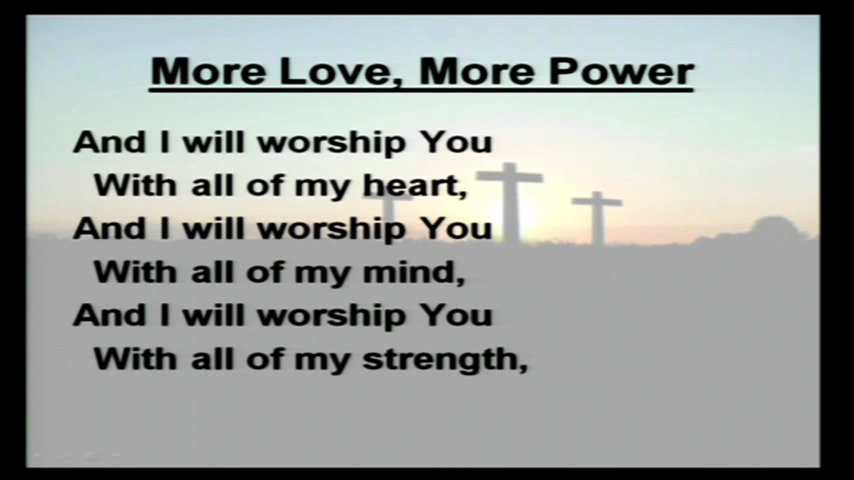 More Love, More Power
And I will worship You
With all of my heart,
And I will worship You
With all of my mind,
And I will worship You
With all of my strength,